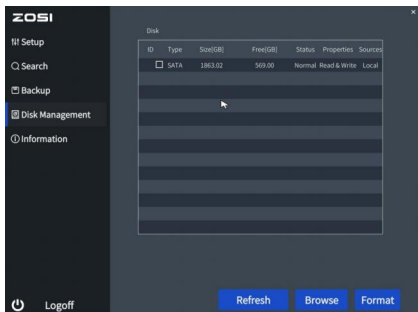 ZOSI
Setup
Search
Backup
Disk Management
Information
Logoff
Disk
ID Type Size(GB) Free(GB) Status Properties Sources
SATA 1863.02 569.00 Normal Read & Write Local
Refresh Browse Format